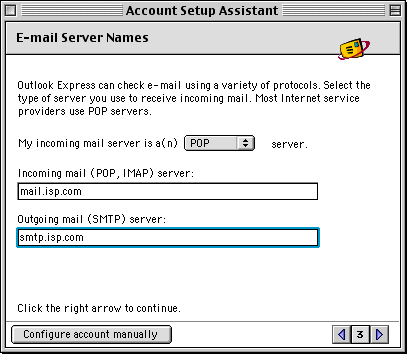 Account Setup Assistant
E-mail Server Names
Outlook Express can check e-mail using a variety of protocols. Select the
type of server you use to receive incoming mail. Most Internet service
providers use POP servers.
My incoming mail server is a(n) POP server.
Incoming mail (POP, IMAP) server:
mail.isp.com
Outgoing mail (SMTP) server:
smtp.isp.com
Click the right arrow to continue.
Configure account manually 3